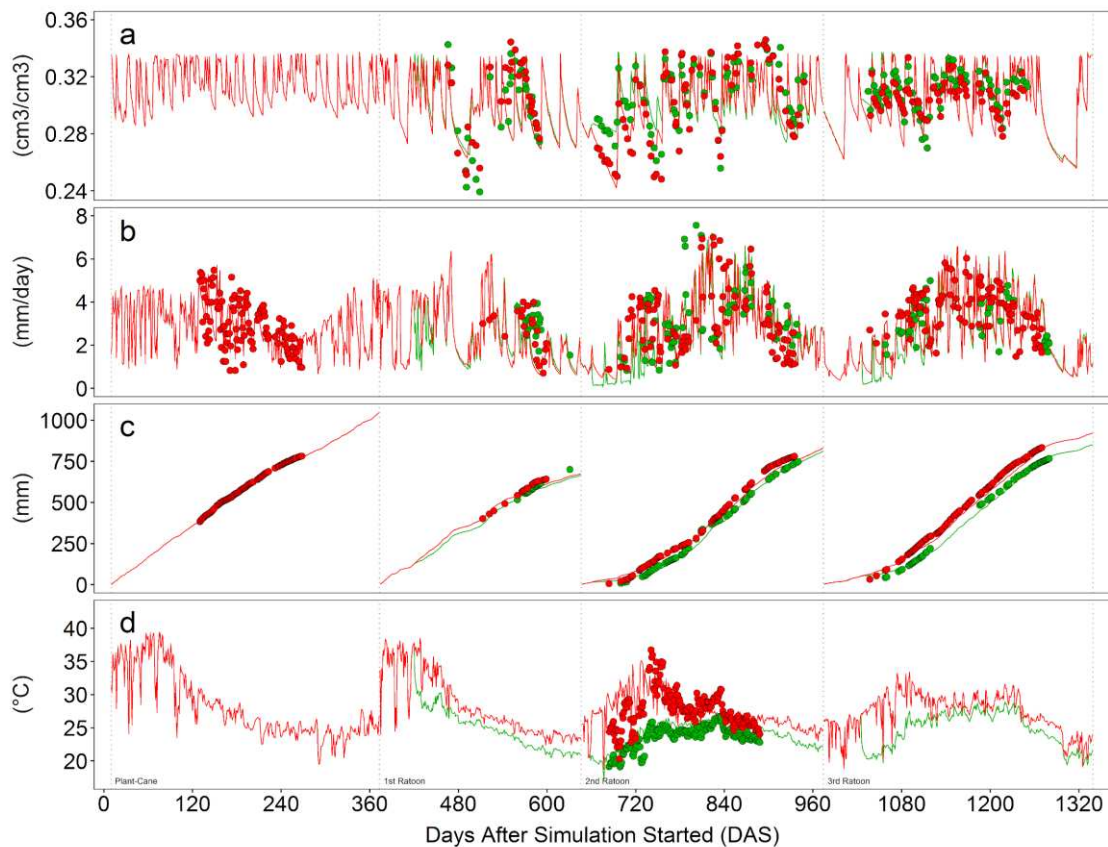 a
0.36
0.32
0.28
0.24
(cm3/cm3)
b
8
6
4
2
0
(mm/day)
c
1000
750
500
250
0
(mm)
d
40
35
30
25
20
(°C)
Plant-Cane 1st Ratoon 2nd Ratoon 3rd Ratoon
0 120 240 360 480 600 720 840 960 1080 1200 1320
Days After Simulation Started (DAS)